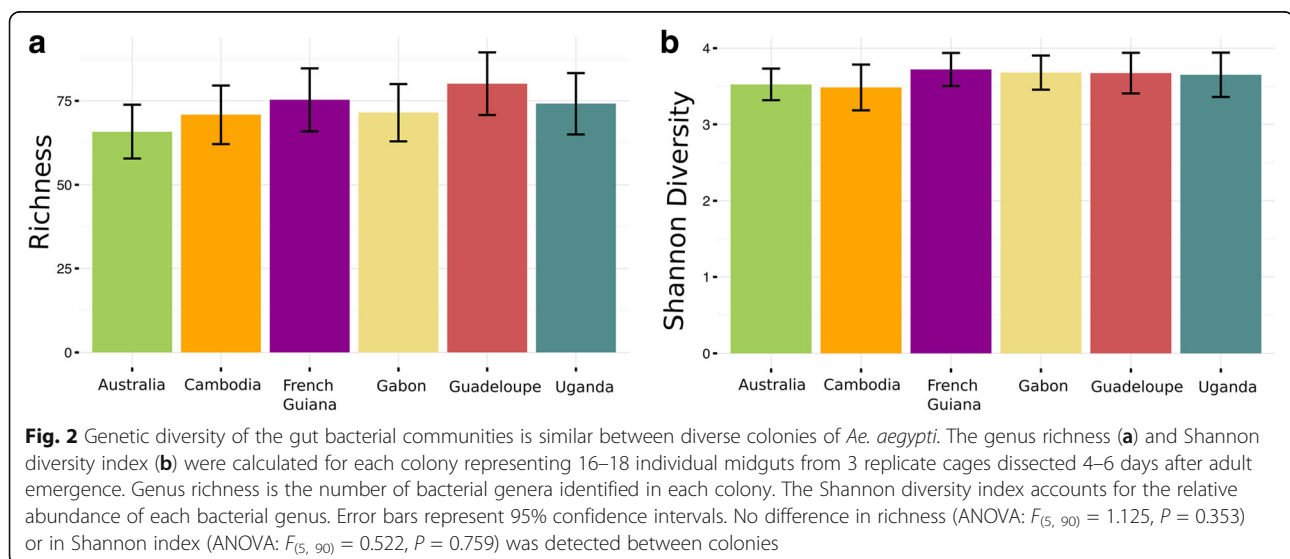 a
Richness
75
50
25
0
Australia Cambodia French Guiana Gabon Guadeloupe Uganda
b
Shannon Diversity
4
3
2
1
0
Australia Cambodia French Guiana Gabon Guadeloupe Uganda
Fig. 2 Genetic diversity of the gut bacterial communities is similar between diverse colonies of Ae. aegypti. The genus richness (a) and Shannon
diversity index (b) were calculated for each colony representing 16–18 individual midguts from 3 replicate cages dissected 4–6 days after adult
emergence. Genus richness is the number of bacterial genera identified in each colony. The Shannon diversity index accounts for the relative
abundance of each bacterial genus. Error bars represent 95% confidence intervals. No difference in richness (ANOVA: F(5, 90) = 1.125, P = 0.353)
or in Shannon index (ANOVA: F(5, 90) = 0.522, P = 0.759) was detected between colonies